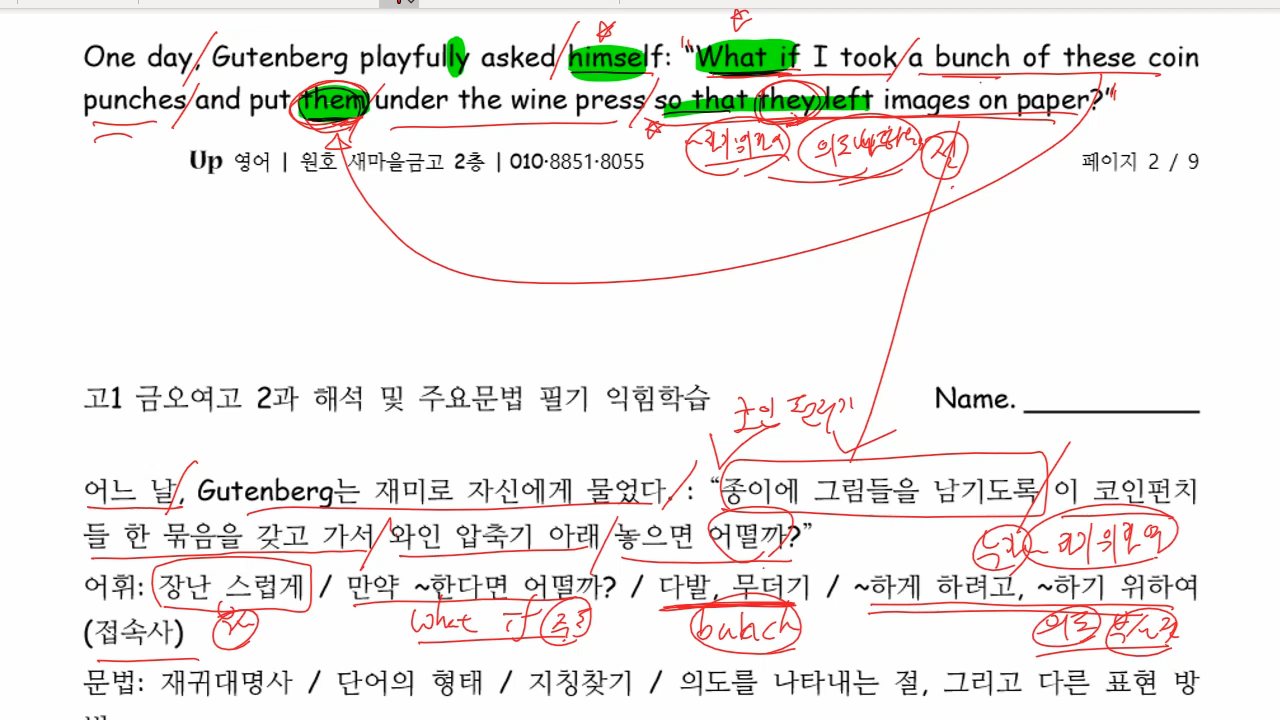 One day, Gutenberg playfully asked himself: “What if I took a bunch of these coin
punches and put them under the wine press so that they left images on paper?”
~하기 위하여 의도
Up 영어 | 원호 새마을금고 2층 | 010·8851·8055 페이지 2 / 9
고1 금오여고 2과 해석 및 주요문법 필기 익힘학습 Name.
코인
어느 날, Gutenberg는 재미로 자신에게 물었다. : “종이에 그림들을 남기도록 이 코인펀치
들 한 묶음을 갖고 가서 와인 압축기 아래 놓으면 어떨까?”
어휘: 장난 스럽게 / 만약 ~한다면 어떨까? / 다발, 무더기 / ~하게 하려고, ~하기 위하여
what if bunch 의도
(접속사)
문법: 재귀대명사 / 단어의 형태 / 지칭찾기 / 의도를 나타내는 절, 그리고 다른 표현 방